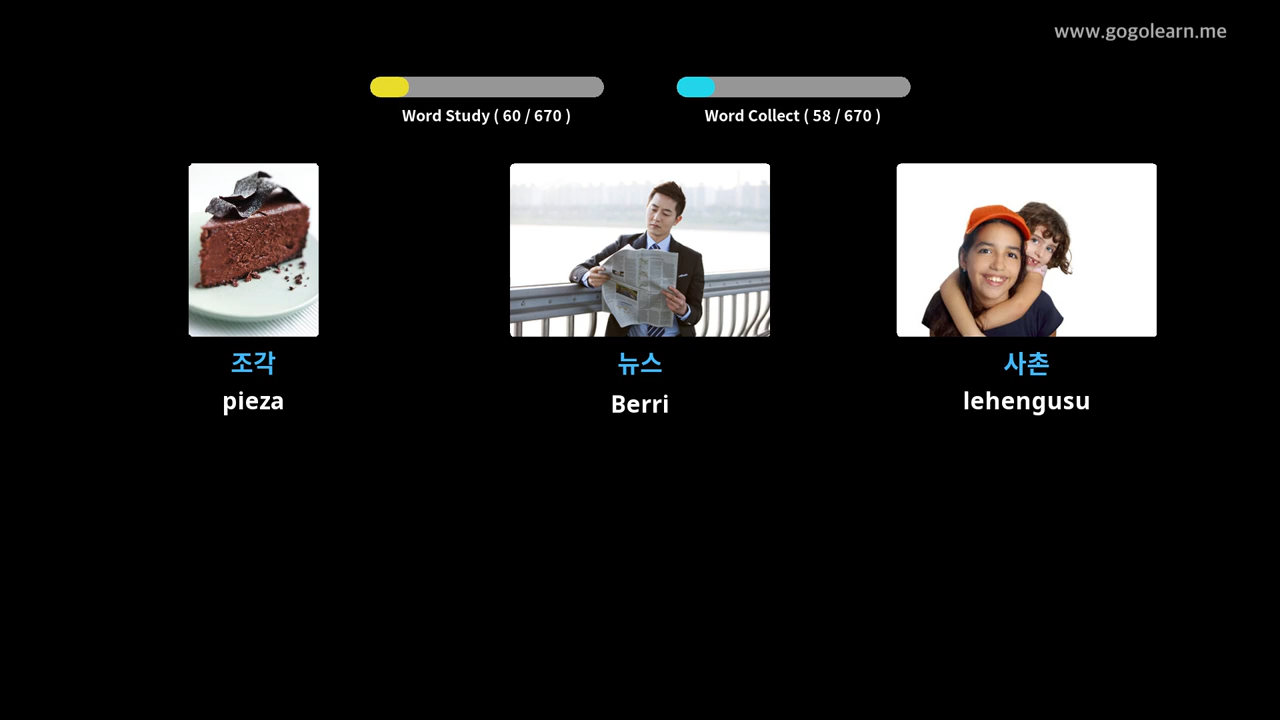 www.gogolearn.me
Word Study ( 60 / 670 )
Word Collect ( 58 / 670 )
조각
뉴스
사촌
pieza
Berri
lehengusu